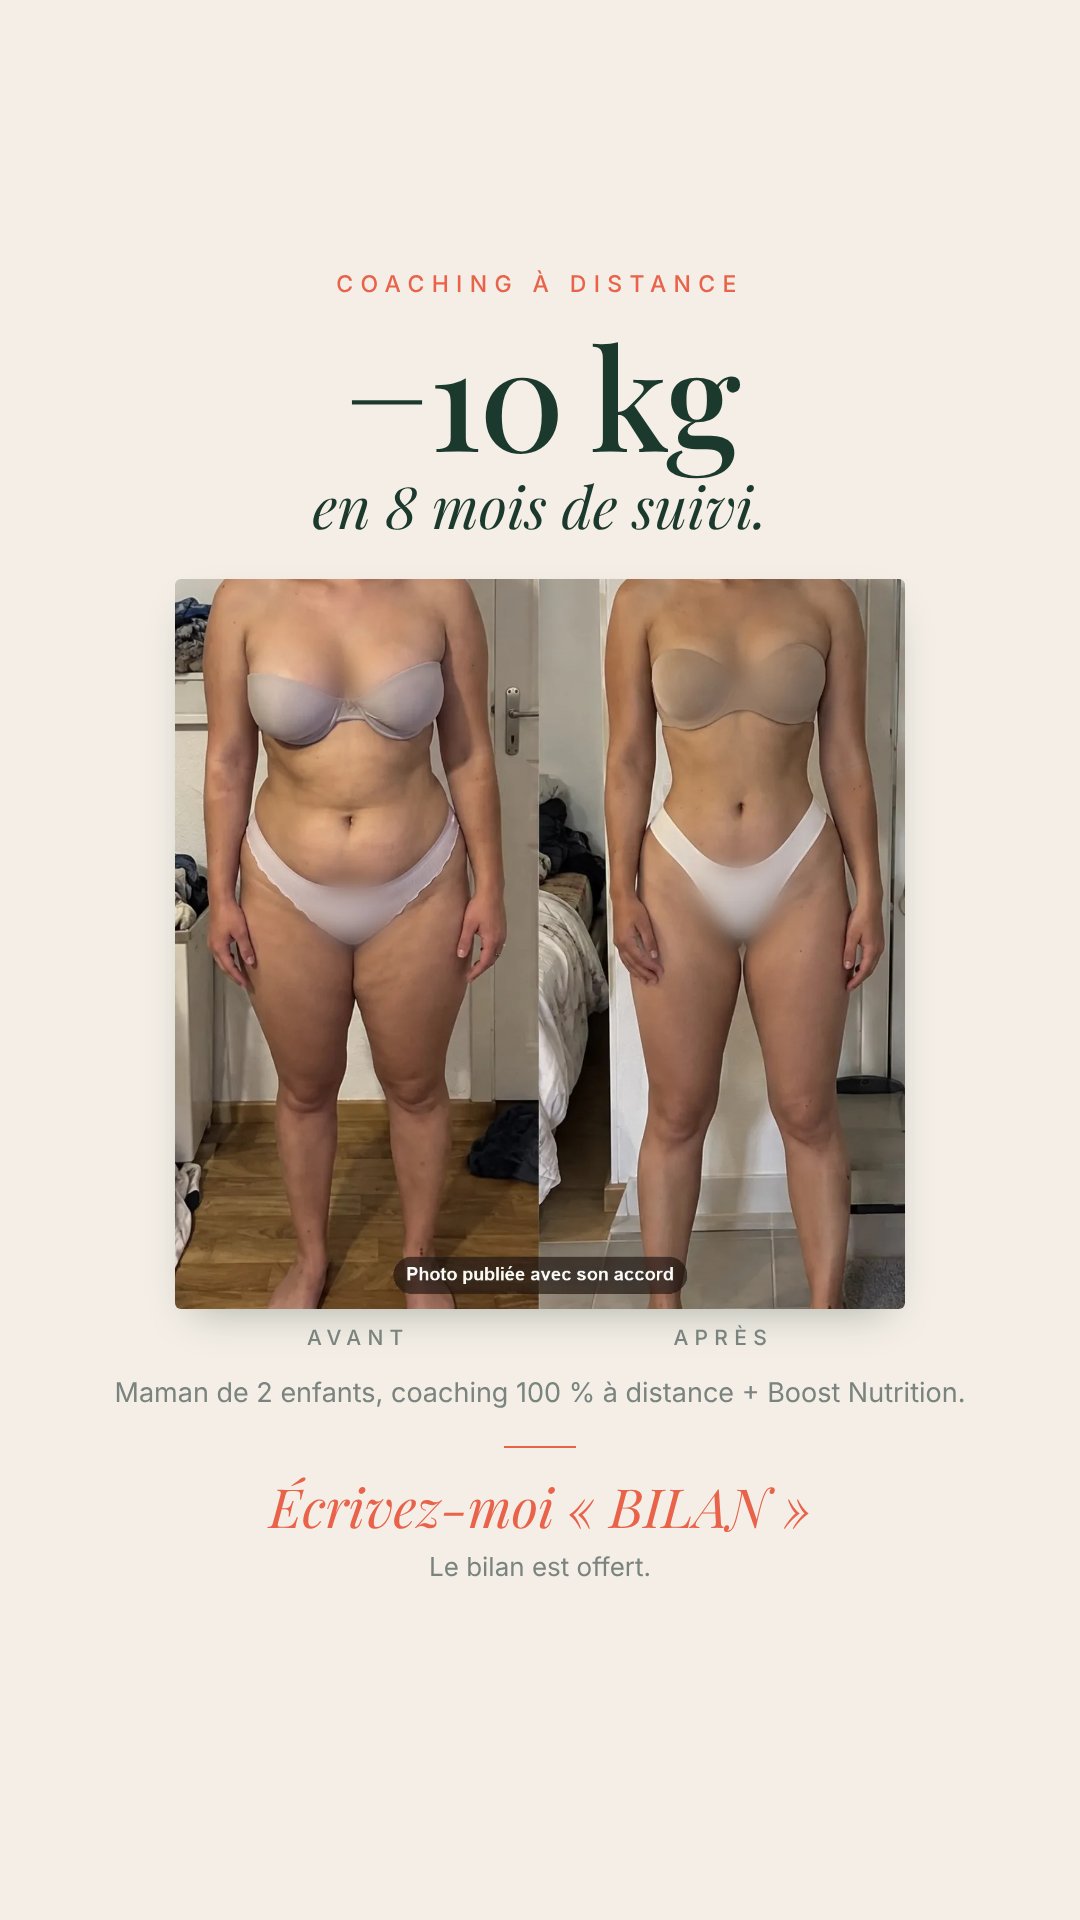 COACHING À DISTANCE
–10 kg
en 8 mois de suivi.
Photo publiée avec son accord
AVANT APRÈS
Maman de 2 enfants, coaching 100 % à distance + Boost Nutrition.
Écrivez-moi « BILAN »
Le bilan est offert.